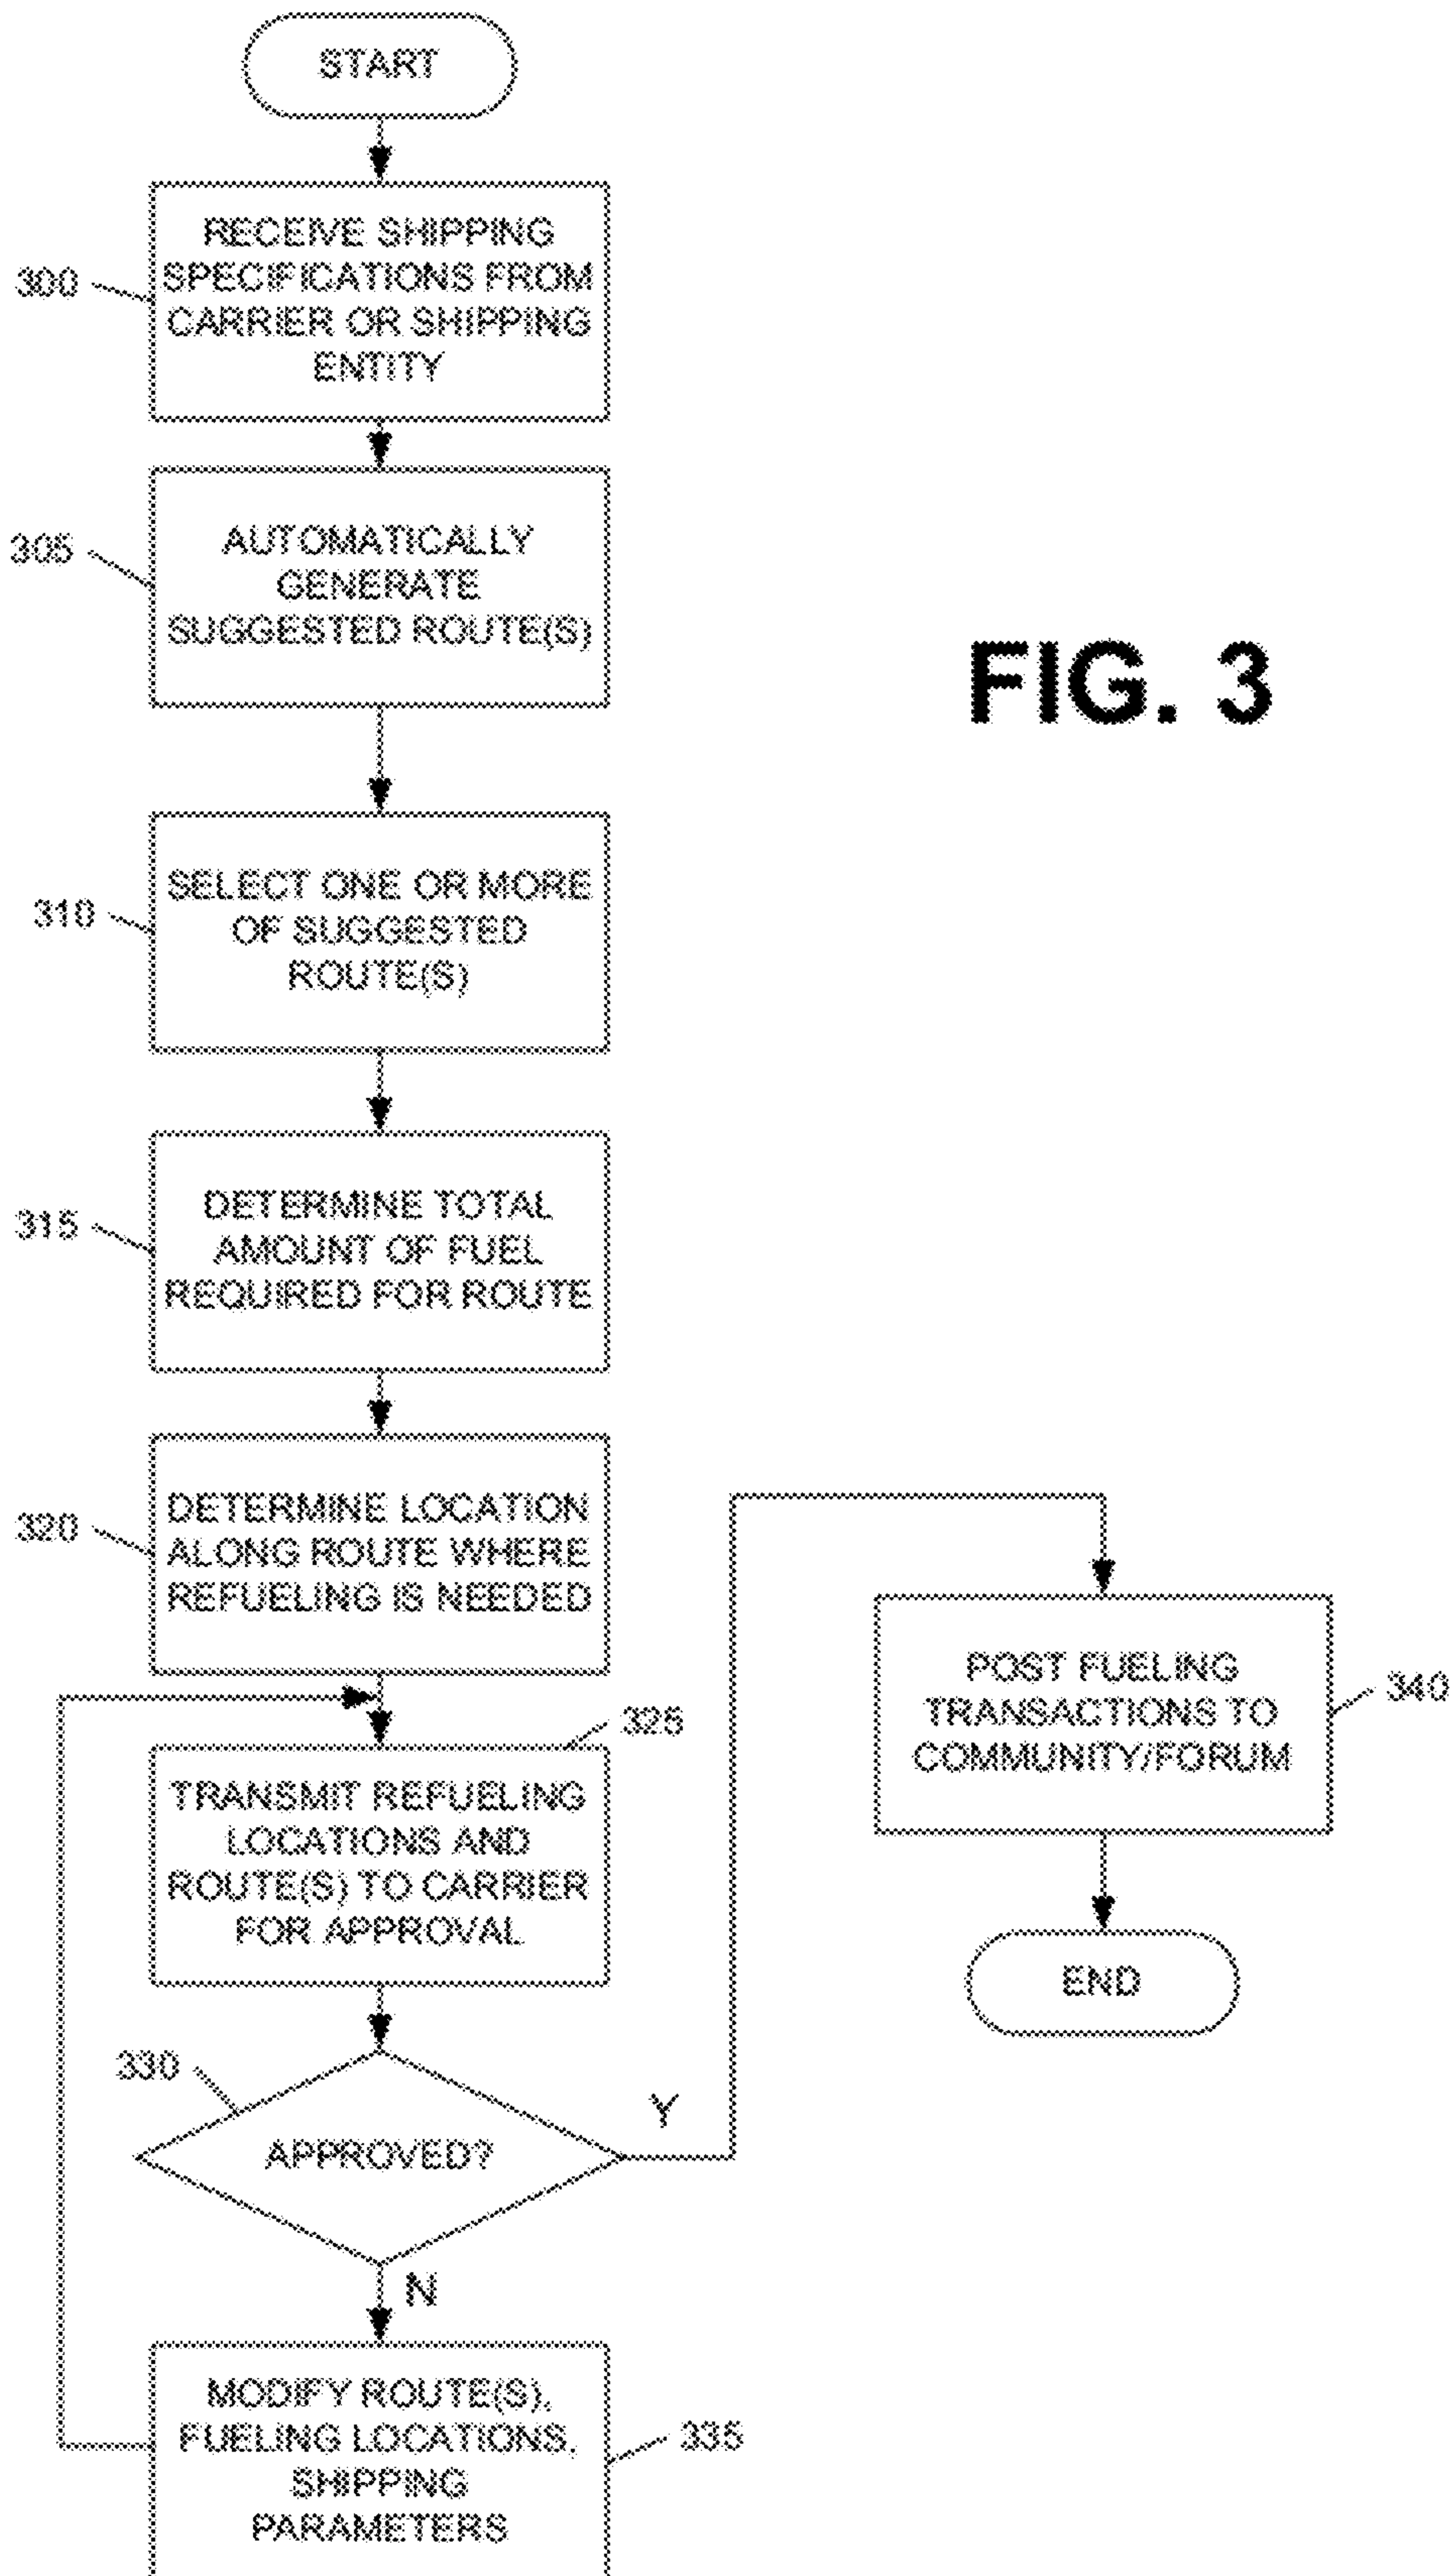 START
300
RECEIVE SHIPPING
SPECIFICATIONS FROM
CARRIER OR SHIPPING
ENTITY
305
AUTOMATICALLY
GENERATE
SUGGESTED ROUTE(S)
FIG. 3
310
SELECT ONE OR MORE
OF SUGGESTED
ROUTE(S)
315
DETERMINE TOTAL
AMOUNT OF FUEL
REQUIRED FOR ROUTE
320
DETERMINE LOCATION
ALONG ROUTE WHERE
REFUELING IS NEEDED
325
TRANSMIT REFUELING
LOCATIONS AND
ROUTE(S) TO CARRIER
FOR APPROVAL
330
APPROVED?
Y
N
MODIFY ROUTE(S),
FUELING LOCATIONS,
SHIPPING
PARAMETERS
335
POST FUELING
TRANSACTIONS TO
COMMUNITY/FORUM
340
END